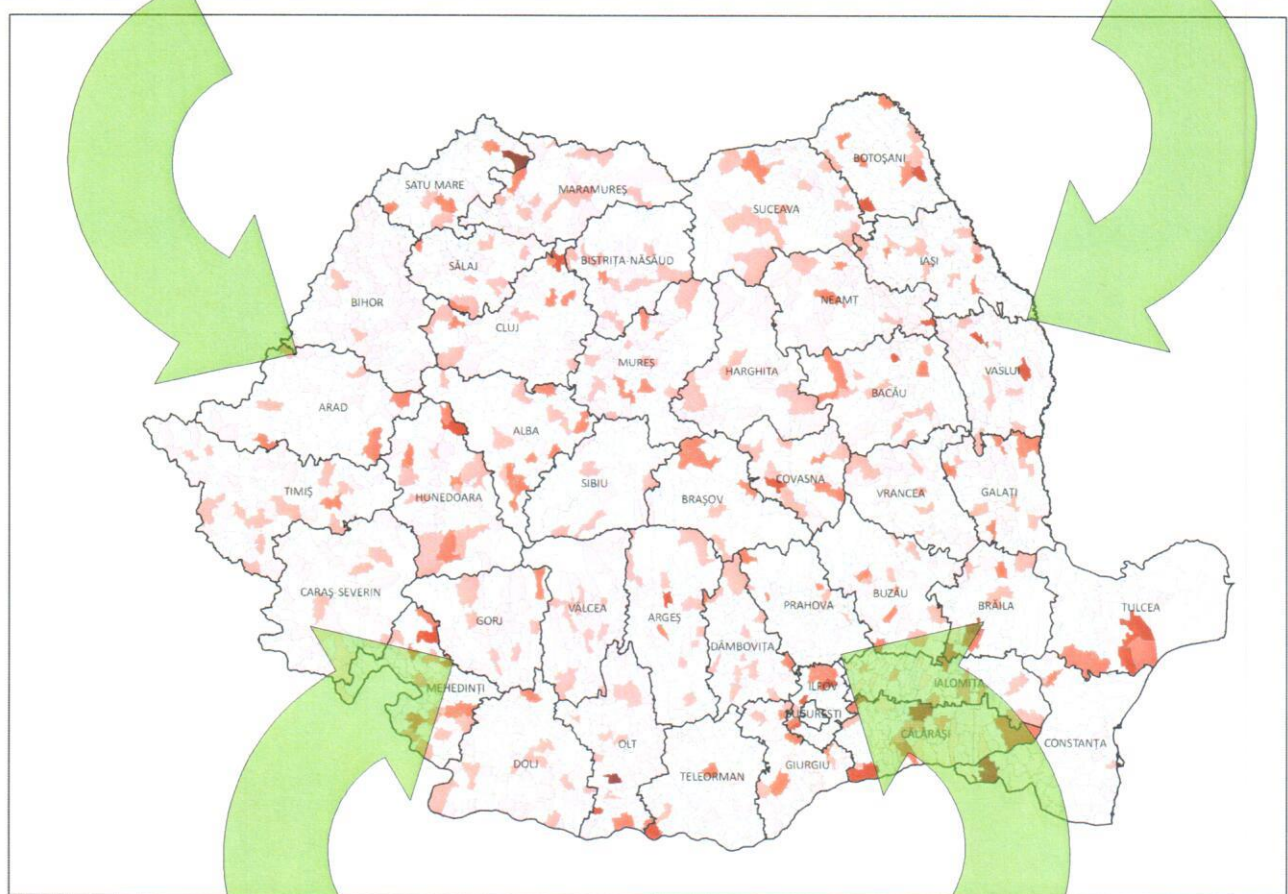 BOTOȘANI
SATU MARE
MARAMUREȘ
SUCEAVA
IAȘI
SĂLAJ
BISTRIȚA-NĂSĂUD
BIHOR
NEAMȚ
CLUJ
MUREȘ
HARGHITA
VASLUI
BACĂU
ARAD
ALBA
COVASNA
SIBIU
TIMIȘ
HUNEDOARA
BRAȘOV
VRANCEA
GALAȚI
CARAȘ-SEVERIN
BUZĂU
PRAHOVA
BRĂILA
TULCEA
VÂLCEA
GORJ
ARGEȘ
DÂMBOVIȚA
MEHEDINȚI
ILFOV
IALOMIȚA
BUCUREȘTI
CĂLĂRAȘI
CONSTANȚA
OLT
DOLJ
GIURGIU
TELEORMAN